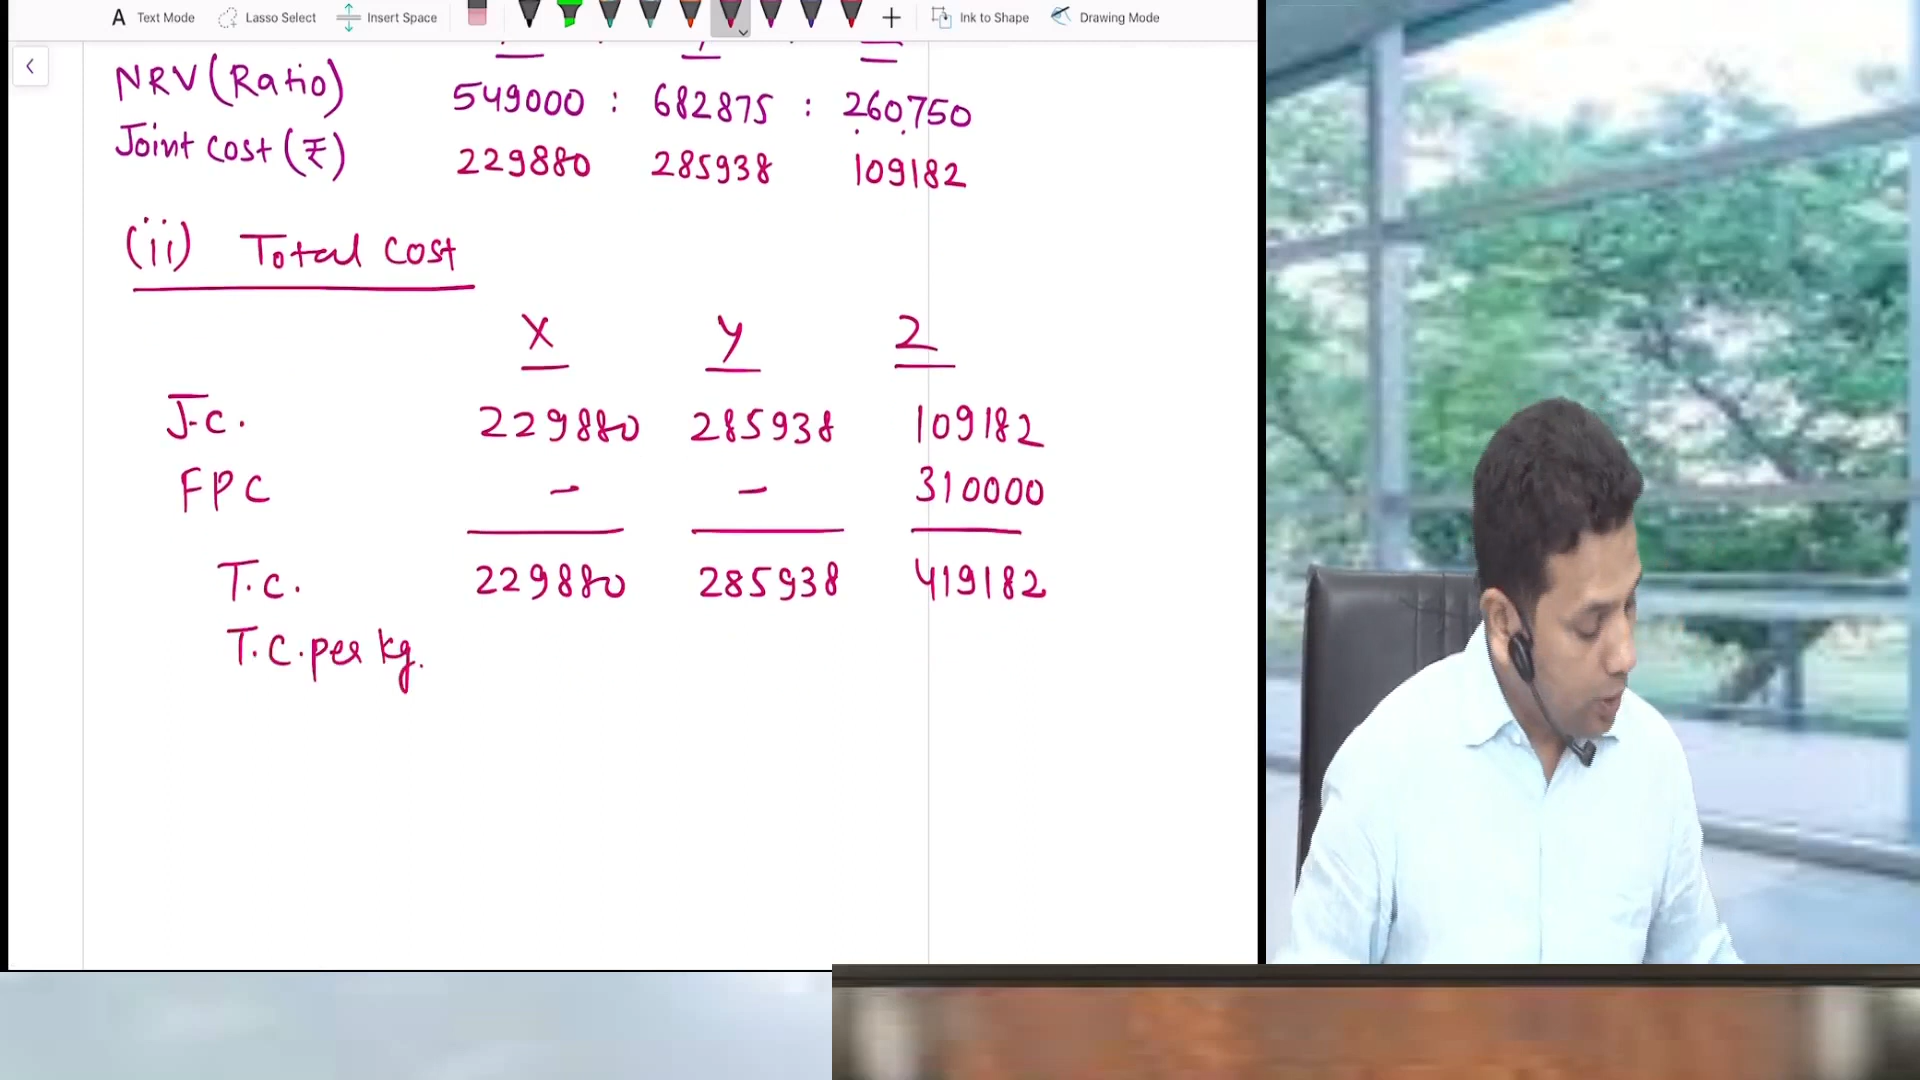 A Text Mode Lasso Select Insert Space Ink to Shape Drawing Mode
NRV (Ratio) 549000 : 682875 : 260750
Joint Cost (₹) 229880 285938 109182
(ii) Total Cost
X Y Z
J.C. 229880 285938 109182
FPC - - 310000
T.C. 229880 285938 419182
T.C. per kg.